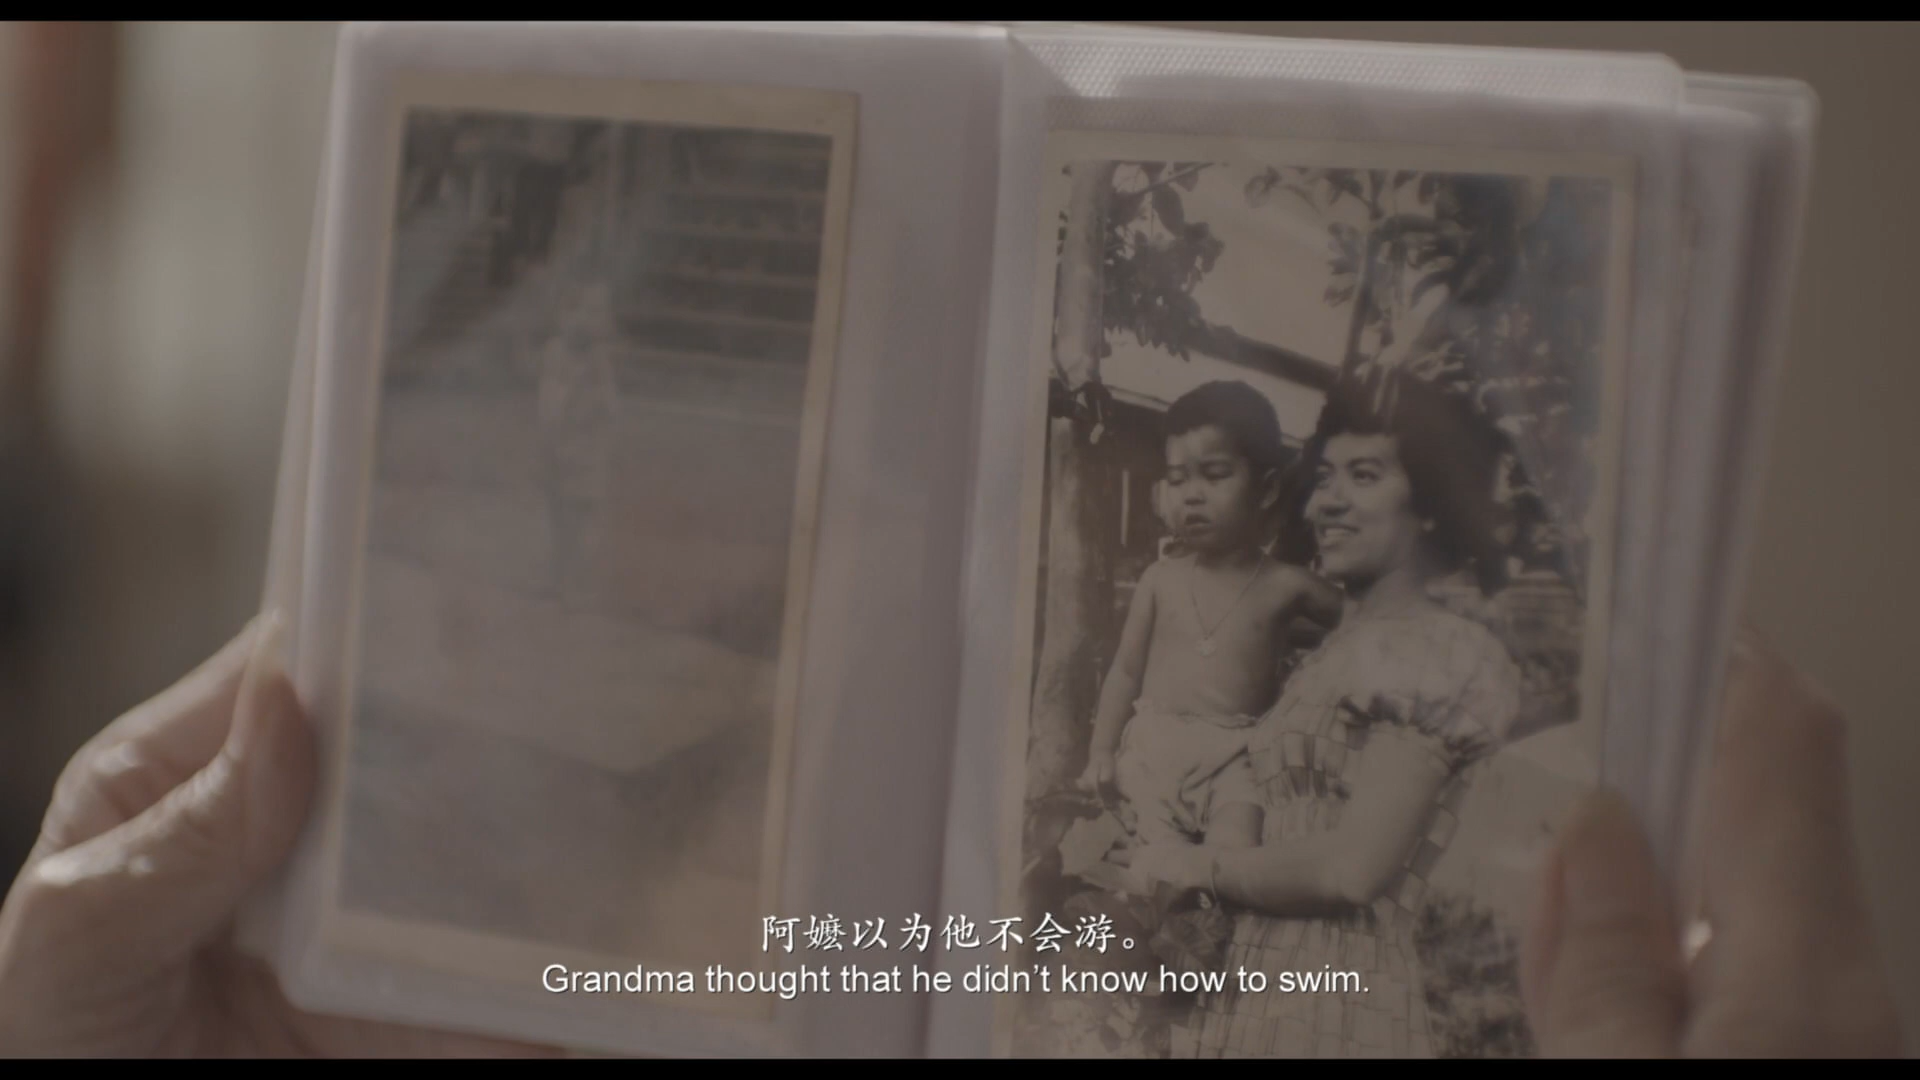 阿嬷以为他不会游。
Grandma thought that he didn't know how to swim.